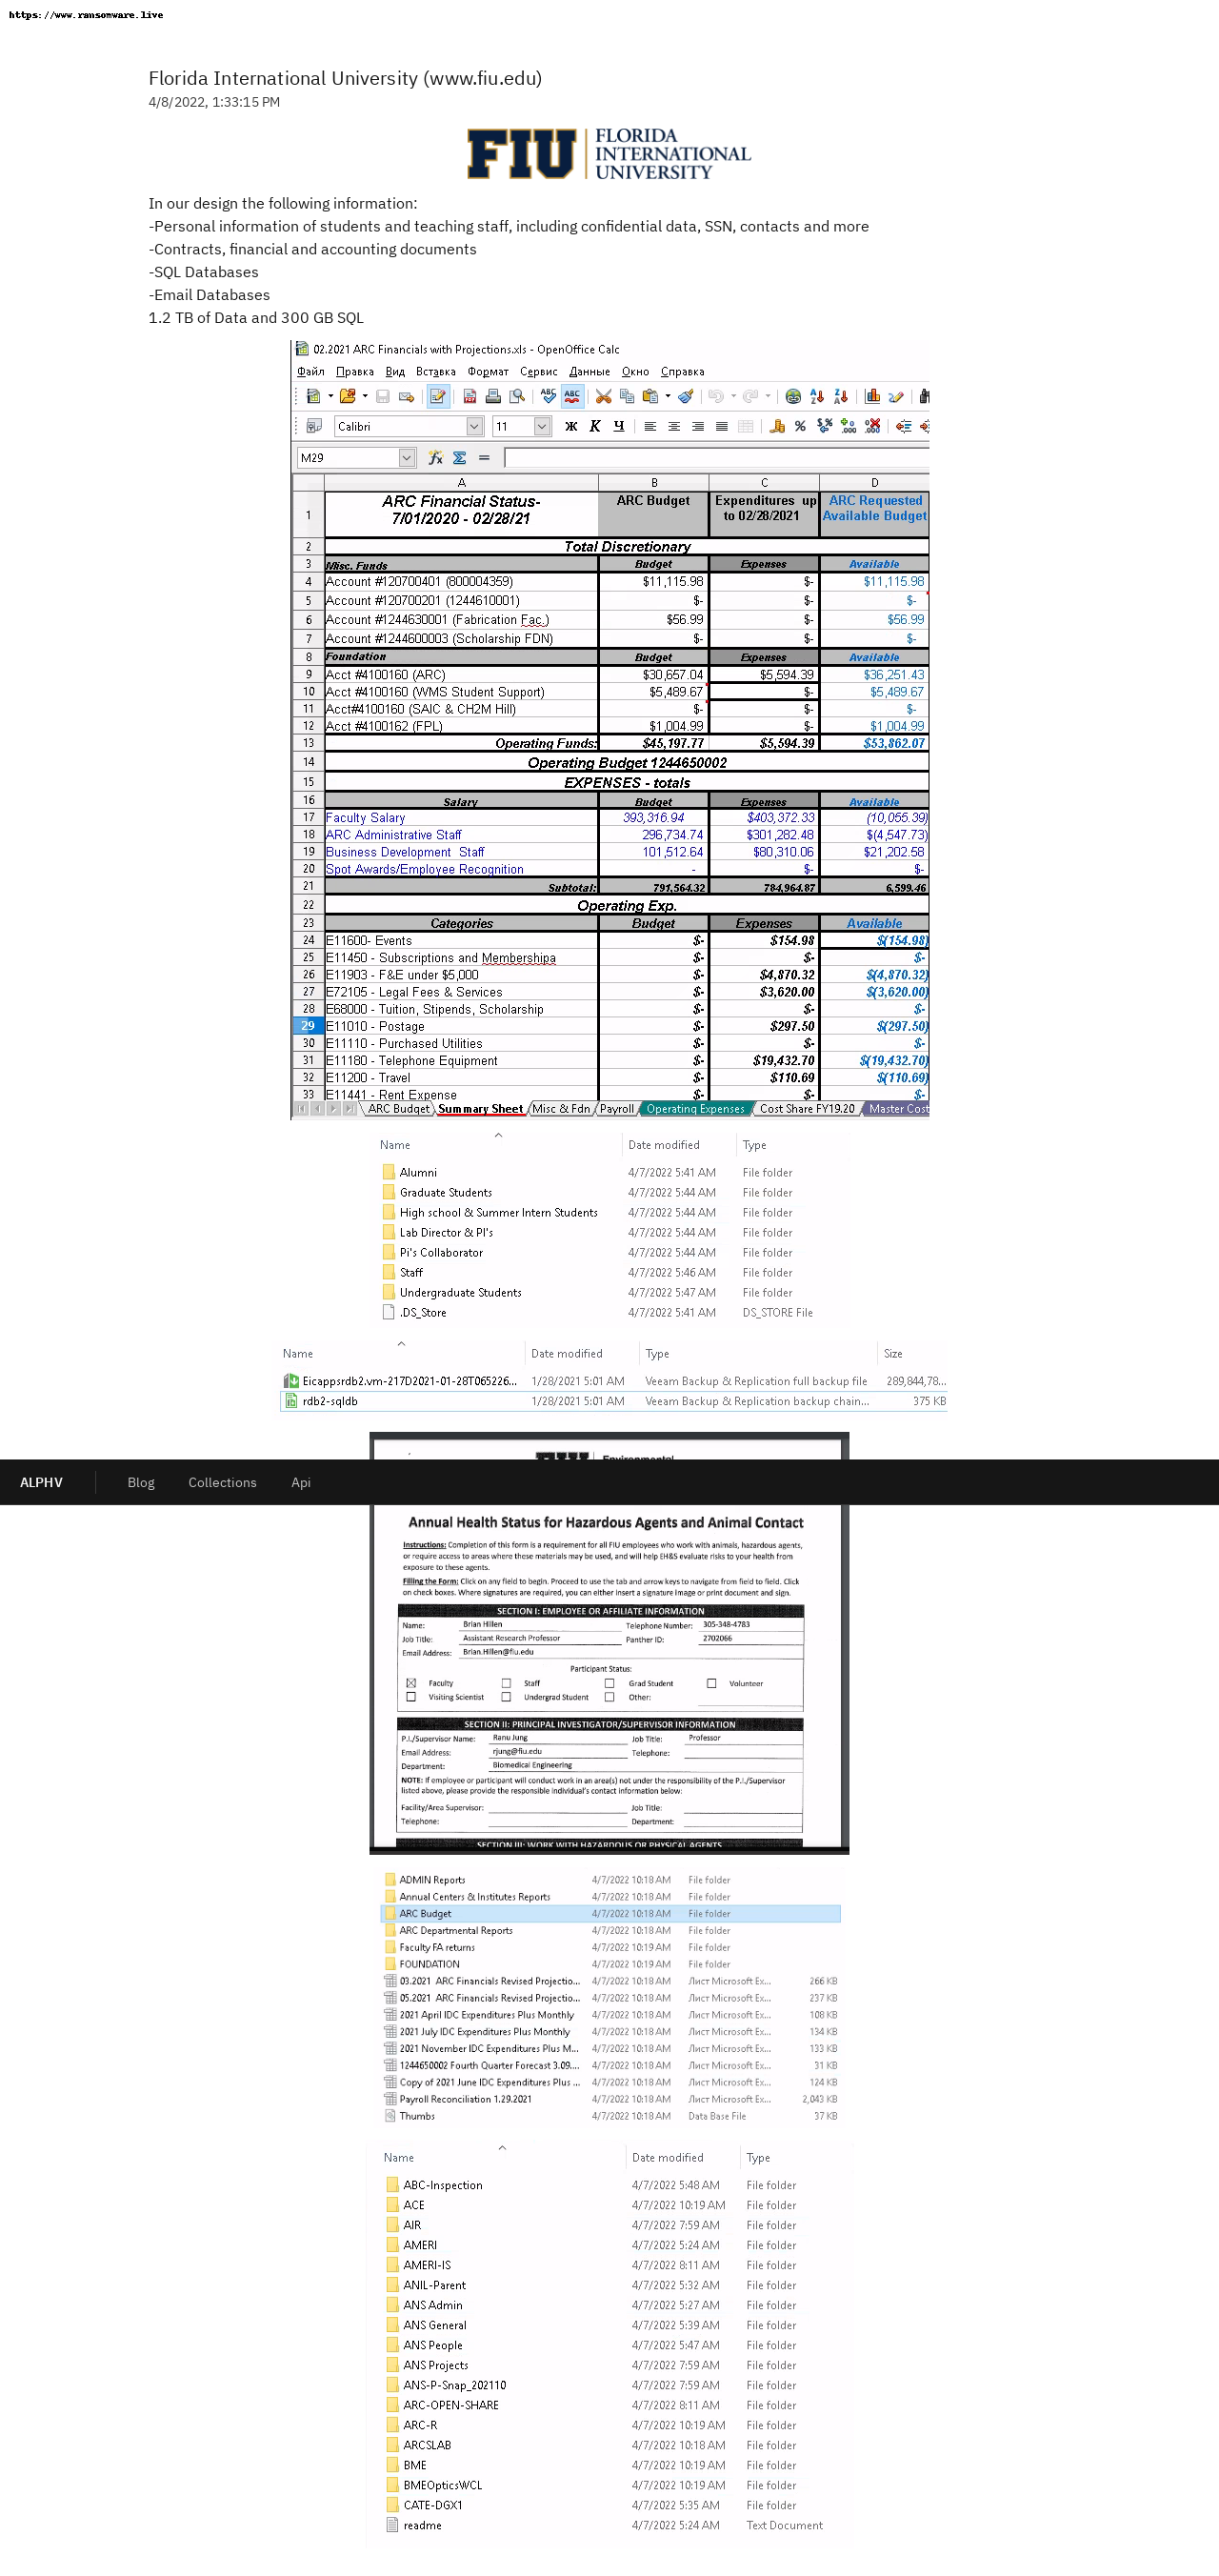 https://www.ransomware.live
Florida International University (www.fiu.edu)
4/8/2022, 1:33:15 PM
FIU FLORIDA
INTERNATIONAL
UNIVERSITY
In our design the following information:
-Personal information of students and teaching staff, including confidential data, SSN, contacts and more
-Contracts, financial and accounting documents
-SQL Databases
-Email Databases
1.2 TB of Data and 300 GB SQL
02.2021 ARC Financials with Projections.xls - OpenOffice Calc
Файл Правка Вид Вставка Формат Сервис Данные Окно Справка
Calibri 11 Ж К Ч
M29
A B C D
1 ARC Financial Status- 7/01/2020 - 02/28/21 ARC Budget Expenditures up to 02/28/2021 ARC Requested Available Budget
2 Total Discretionary
3 Misc. Funds Budget Expenses Available
4 Account #120700401 (800004359) $11,115.98 $- $11,115.98
5 Account #120700201 (1244610001) $- $- $-
6 Account #1244630001 (Fabrication Fac.) $56.99 $- $56.99
7 Account #1244600003 (Scholarship FDN) $- $- $-
8 Foundation Budget Expenses Available
9 Acct #4100160 (ARC) $30,657.04 $5,594.39 $36,251.43
10 Acct #4100160 (WMS Student Support) $5,489.67 $- $5,489.67
11 Acct#4100160 (SAIC & CH2M Hill) $- $- $-
12 Acct #4100162 (FPL) $1,004.99 $- $1,004.99
13 Operating Funds: $45,197.77 $5,594.39 $53,862.07
14 Operating Budget 1244650002
15 EXPENSES - totals
16 Salary Budget Expenses Available
17 Faculty Salary 393,316.94 $403,372.33 (10,055.39)
18 ARC Administrative Staff 296,734.74 $301,282.48 $(4,547.73)
19 Business Development Staff 101,512.64 $80,310.06 $21,202.58
20 Spot Awards/Employee Recognition - $- $-
21 Subtotal: 791,564.32 784,964.87 6,599.46
22 Operating Exp.
23 Categories Budget Expenses Available
24 E11600- Events $- $154.98 $(154.98)
25 E11450 - Subscriptions and Membershipa $- $- $-
26 E11903 - F&E under $5,000 $- $4,870.32 $(4,870.32)
27 E72105 - Legal Fees & Services $- $3,620.00 $(3,620.00)
28 E68000 - Tuition, Stipends, Scholarship $- $- $-
29 E11010 - Postage $- $297.50 $(297.50)
30 E11110 - Purchased Utilities $- $- $-
31 E11180 - Telephone Equipment $- $19,432.70 $(19,432.70)
32 E11200 - Travel $- $110.69 $(110.69)
33 E11441 - Rent Expense $- $- $-
ARC Budget Summary Sheet Misc & Fdn Payroll Operating Expenses Cost Share FY19.20 Master Cost
Name Date modified Type
Alumni 4/7/2022 5:41 AM File folder
Graduate Students 4/7/2022 5:44 AM File folder
High school & Summer Intern Students 4/7/2022 5:44 AM File folder
Lab Director & PI's 4/7/2022 5:44 AM File folder
Pi's Collaborator 4/7/2022 5:44 AM File folder
Staff 4/7/2022 5:46 AM File folder
Undergraduate Students 4/7/2022 5:47 AM File folder
.DS_Store 4/7/2022 5:41 AM DS_STORE File
Name Date modified Type Size
Eicappsrdb2.vm-217D2021-01-28T065226... 1/28/2021 5:01 AM Veeam Backup & Replication full backup file 289,844,78...
rdb2-sqldb 1/28/2021 5:01 AM Veeam Backup & Replication backup chain... 375 KB
Environmental
ALPHV Blog Collections Api
Annual Health Status for Hazardous Agents and Animal Contact
Instructions: Completion of this form is a requirement for all FIU employees who work with animals, hazardous agents,
or require access to areas where these materials may be used, and will help EH&S evaluate risks to your health from
exposure to these agents.
Filling the Form: Click on any field to begin. Proceed to use the tab and arrow keys to navigate from field to field. Click
on check boxes. Where signatures are required, you can either insert a signature image or print document and sign.
SECTION I: EMPLOYEE OR AFFILIATE INFORMATION
Name: Brian Hillen Telephone Number: 305-348-4783
Job Title: Assistant Research Professor Panther ID: 2702066
Email Address: Brian.Hillen@fiu.edu
Participant Status:
Faculty Staff Grad Student Volunteer
Visiting Scientist Undergrad Student Other:
SECTION II: PRINCIPAL INVESTIGATOR/SUPERVISOR INFORMATION
P.I./Supervisor Name: Ranu Jung Job Title: Professor
Email Address: rjung@fiu.edu Telephone:
Department: Biomedical Engineering
NOTE: If employee or participant will conduct work in an area(s) not under the responsibility of the P.I./Supervisor
listed above, please provide the responsible individual's contact information below:
Facility/Area Supervisor: Job Title:
Telephone: Department:
SECTION III: WORK WITH HAZARDOUS OR PHYSICAL AGENTS
ADMIN Reports 4/7/2022 10:18 AM File folder
Annual Centers & Institutes Reports 4/7/2022 10:18 AM File folder
ARC Budget 4/7/2022 10:18 AM File folder
ARC Departmental Reports 4/7/2022 10:18 AM File folder
Faculty FA returns 4/7/2022 10:19 AM File folder
FOUNDATION 4/7/2022 10:19 AM File folder
03.2021 ARC Financials Revised Projectio... 4/7/2022 10:18 AM Лист Microsoft Ex... 266 KB
05.2021 ARC Financials Revised Projectio... 4/7/2022 10:18 AM Лист Microsoft Ex... 237 KB
2021 April IDC Expenditures Plus Monthly 4/7/2022 10:18 AM Лист Microsoft Ex... 108 KB
2021 July IDC Expenditures Plus Monthly 4/7/2022 10:18 AM Лист Microsoft Ex... 134 KB
2021 November IDC Expenditures Plus M... 4/7/2022 10:18 AM Лист Microsoft Ex... 133 KB
1244650002 Fourth Quarter Forecast 3.09.... 4/7/2022 10:18 AM Лист Microsoft Ex... 31 KB
Copy of 2021 June IDC Expenditures Plus ... 4/7/2022 10:18 AM Лист Microsoft Ex... 124 KB
Payroll Reconciliation 1.29.2021 4/7/2022 10:18 AM Лист Microsoft Ex... 2,043 KB
Thumbs 4/7/2022 10:18 AM Data Base File 37 KB
Name Date modified Type
ABC-Inspection 4/7/2022 5:48 AM File folder
ACE 4/7/2022 10:19 AM File folder
AIR 4/7/2022 7:59 AM File folder
AMERI 4/7/2022 5:24 AM File folder
AMERI-IS 4/7/2022 8:11 AM File folder
ANIL-Parent 4/7/2022 5:32 AM File folder
ANS Admin 4/7/2022 5:27 AM File folder
ANS General 4/7/2022 5:39 AM File folder
ANS People 4/7/2022 5:47 AM File folder
ANS Projects 4/7/2022 7:59 AM File folder
ANS-P-Snap_202110 4/7/2022 7:59 AM File folder
ARC-OPEN-SHARE 4/7/2022 8:11 AM File folder
ARC-R 4/7/2022 10:19 AM File folder
ARCSLAB 4/7/2022 10:18 AM File folder
BME 4/7/2022 10:19 AM File folder
BMEOpticsWCL 4/7/2022 10:19 AM File folder
CATE-DGX1 4/7/2022 5:35 AM File folder
readme 4/7/2022 5:24 AM Text Document